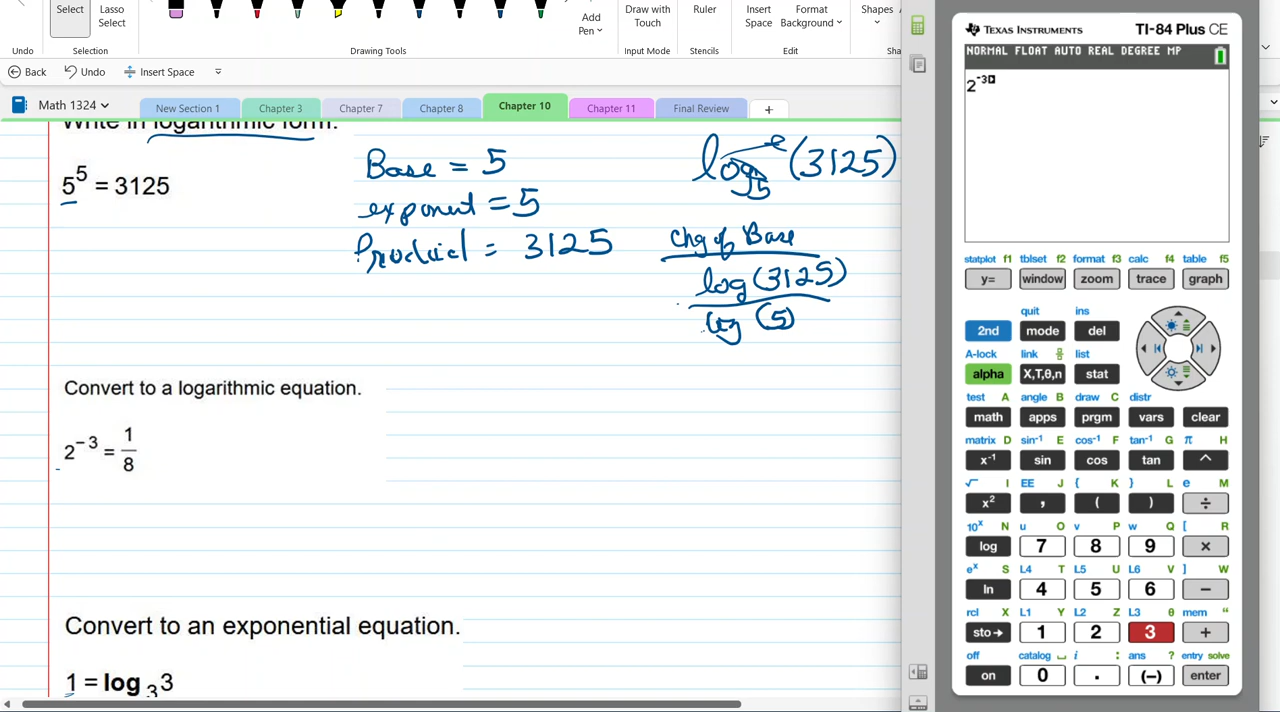 Select
Lasso
Select
Add
Pen
Draw with
Touch
Ruler
Insert
Space
Format
Background
Shapes
Undo
Selection
Drawing Tools
Input Mode
Stencils
Edit
Sha
Back
Undo
Insert Space
Math 1324
New Section 1
Chapter 3
Chapter 7
Chapter 8
Chapter 10
Chapter 11
Final Review
+
Write in logarithmic form.
5^5 = 3125
Base = 5
exponent = 5
Product = 3125
log_5 (3125)
Chg of Base
log (3125)
log (5)
Convert to a logarithmic equation.
2^-3 = 1/8
Convert to an exponential equation.
1 = log_3 3
TEXAS INSTRUMENTS TI-84 Plus CE
NORMAL FLOAT AUTO REAL DEGREE MP
2^-3
statplot f1 tblset f2 format f3 calc f4 table f5
y= window zoom trace graph
quit ins
2nd mode del
A-lock link list
alpha X,T,θ,n stat
test A angle B draw C distr
math apps prgm vars clear
matrix D sin⁻¹ E cos⁻¹ F tan⁻¹ G π H
x⁻¹ sin cos tan ^
√ I EE J { K } L e M
x² , ( ) ÷
10ˣ N u O v P w Q [ R
log 7 8 9 ×
eˣ S L4 T L5 U L6 V ] W
ln 4 5 6 −
rcl X L1 Y L2 Z L3 θ mem "
sto→ 1 2 3 +
off catalog ␣ i : ans ? entry solve
on 0 . (−) enter